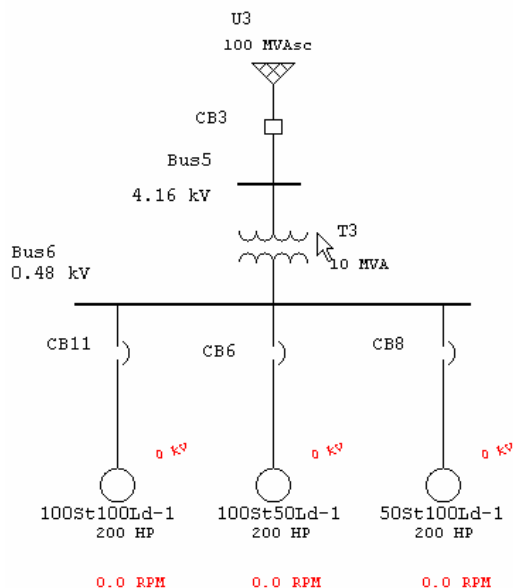 U3
100 MVAsc
CB3
Bus5
4.16 kV
T3
10 MVA
Bus6
0.48 kV
CB11
CB6
CB8
0 kV
0 kV
0 kV
100St100Ld-1
100St50Ld-1
50St100Ld-1
200 HP
200 HP
200 HP
0.0 RPM
0.0 RPM
0.0 RPM